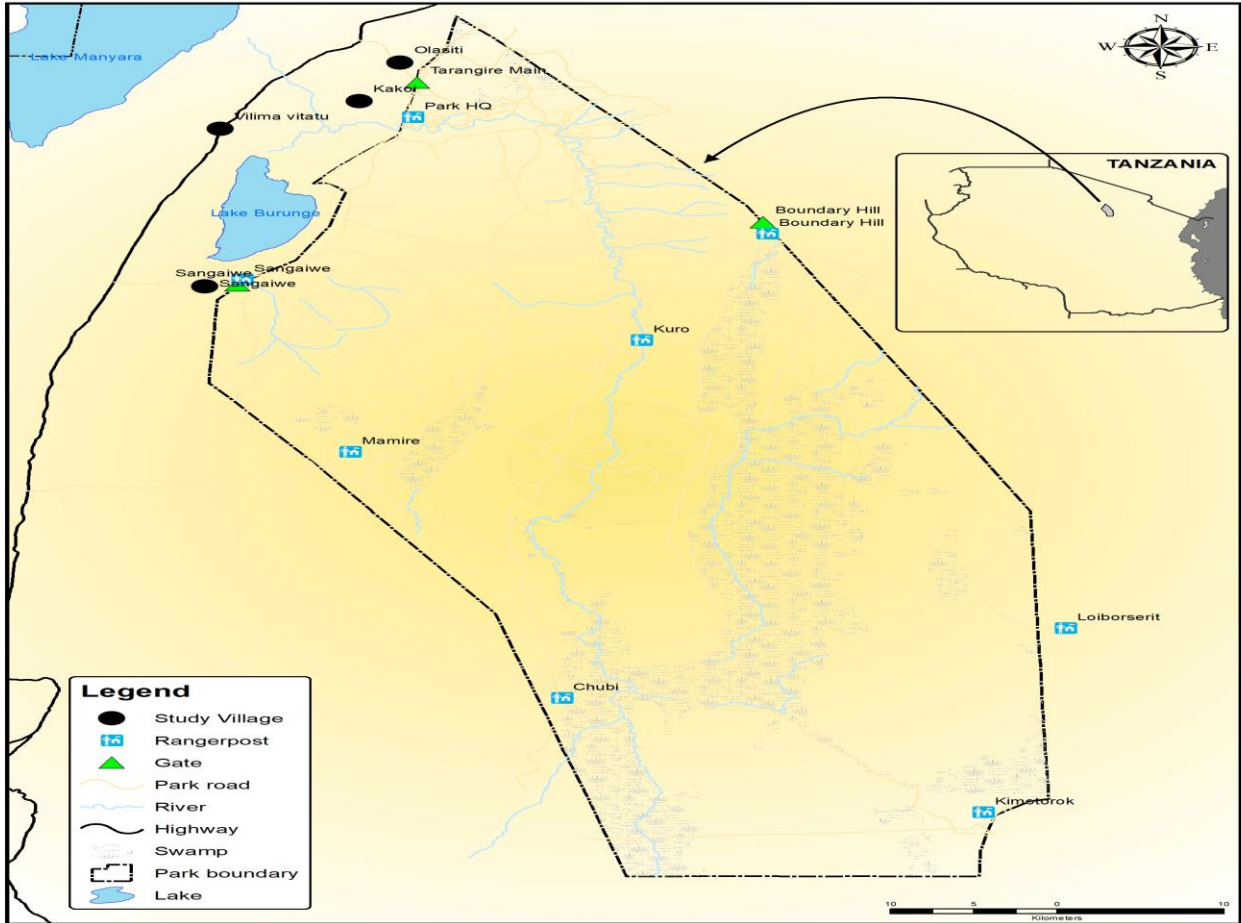 N
W E
S
Lake Manyara
Olasiti
Tarangire Main
Kakoi
Park HQ
Vilima vitatu
TANZANIA
Lake Burunge
Boundary Hill
Boundary Hill
Sangaiwe
Sangaiwe
Sangaiwe
Kuro
Mamire
Loiborserit
Chubi
Kimotorok
Legend
Study Village
Rangerpost
Gate
Park road
River
Highway
Swamp
Park boundary
Lake
10 5 0 10
Kilometers